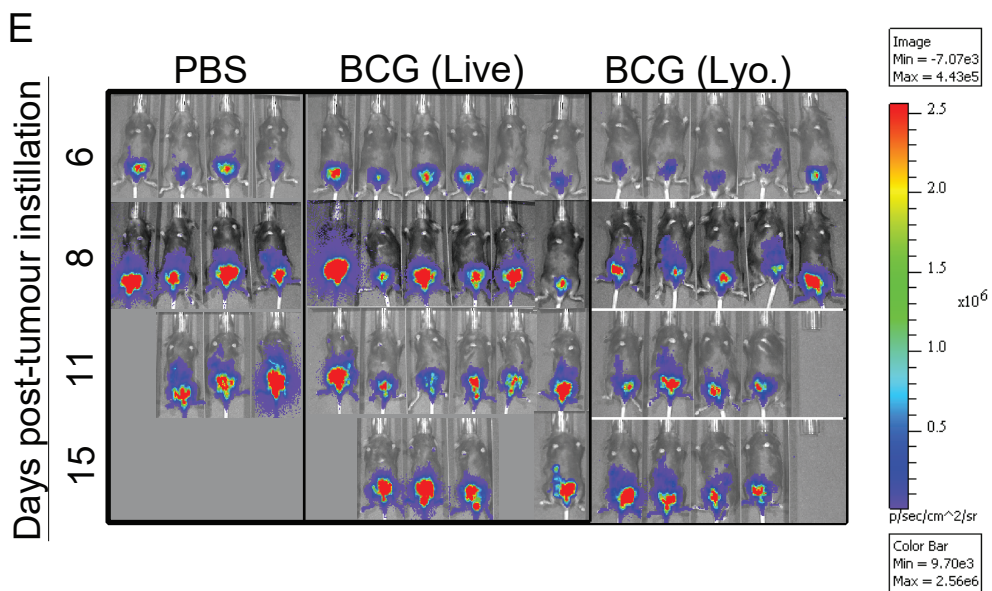 E
PBS
BCG (Live)
BCG (Lyo.)
Days post-tumour instillation
6
8
11
15
Image
Min = -7.07e3
Max = 4.43e5
2.5
2.0
1.5
x10^6
1.0
0.5
p/sec/cm^2/sr
Color Bar
Min = 9.70e3
Max = 2.56e6